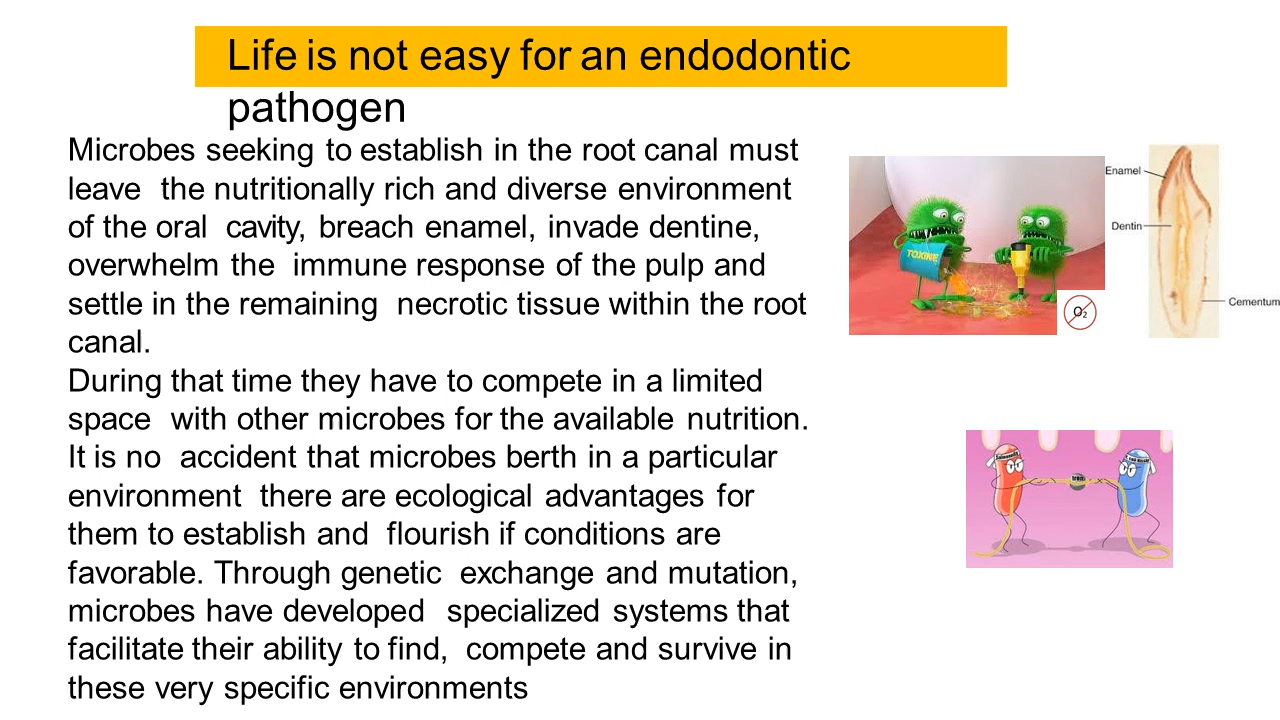 Life is not easy for an endodontic
pathogen
Microbes seeking to establish in the root canal must
leave the nutritionally rich and diverse environment
of the oral cavity, breach enamel, invade dentine,
overwhelm the immune response of the pulp and
settle in the remaining necrotic tissue within the root
canal.
During that time they have to compete in a limited
space with other microbes for the available nutrition.
It is no accident that microbes berth in a particular
environment there are ecological advantages for
them to establish and flourish if conditions are
favorable. Through genetic exchange and mutation,
microbes have developed specialized systems that
facilitate their ability to find, compete and survive in
these very specific environments
TOXINE
O₂
Enamel
Dentin
Cementum
Salmonella